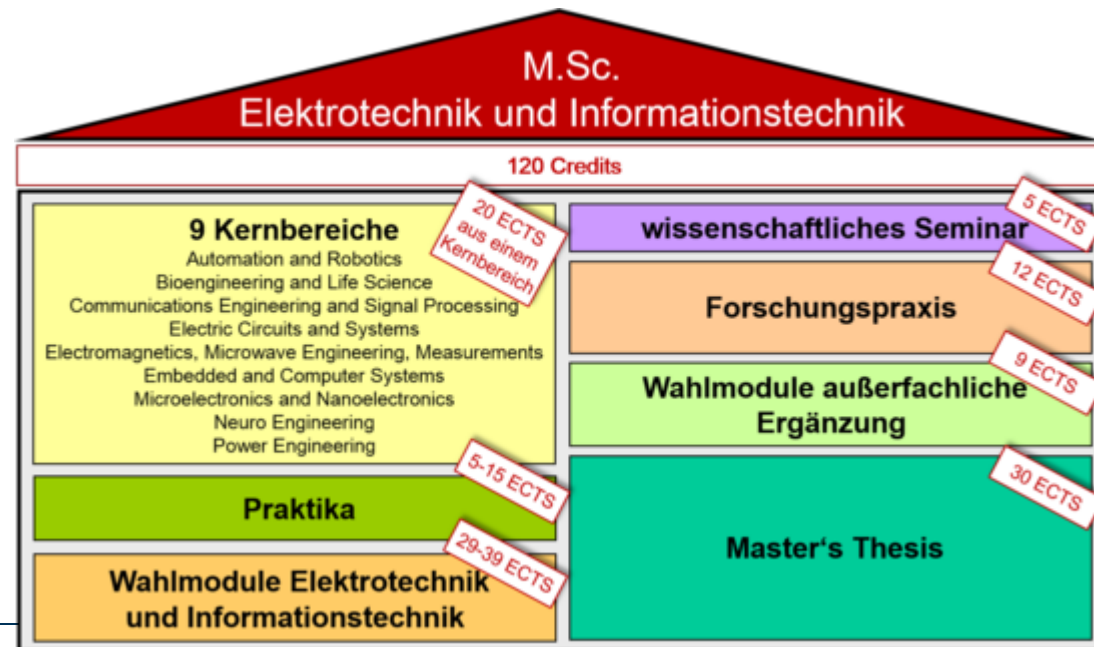 M.Sc.
Elektrotechnik und Informationstechnik
120 Credits
9 Kernbereiche
20 ECTS
aus einem
Kernbereich
Automation and Robotics
Bioengineering and Life Science
Communications Engineering and Signal Processing
Electric Circuits and Systems
Electromagnetics, Microwave Engineering, Measurements
Embedded and Computer Systems
Microelectronics and Nanoelectronics
Neuro Engineering
Power Engineering
5-15 ECTS
Praktika
29-39 ECTS
Wahlmodule Elektrotechnik
und Informationstechnik
5 ECTS
wissenschaftliches Seminar
12 ECTS
Forschungspraxis
9 ECTS
Wahlmodule außerfachliche
Ergänzung
30 ECTS
Master‘s Thesis